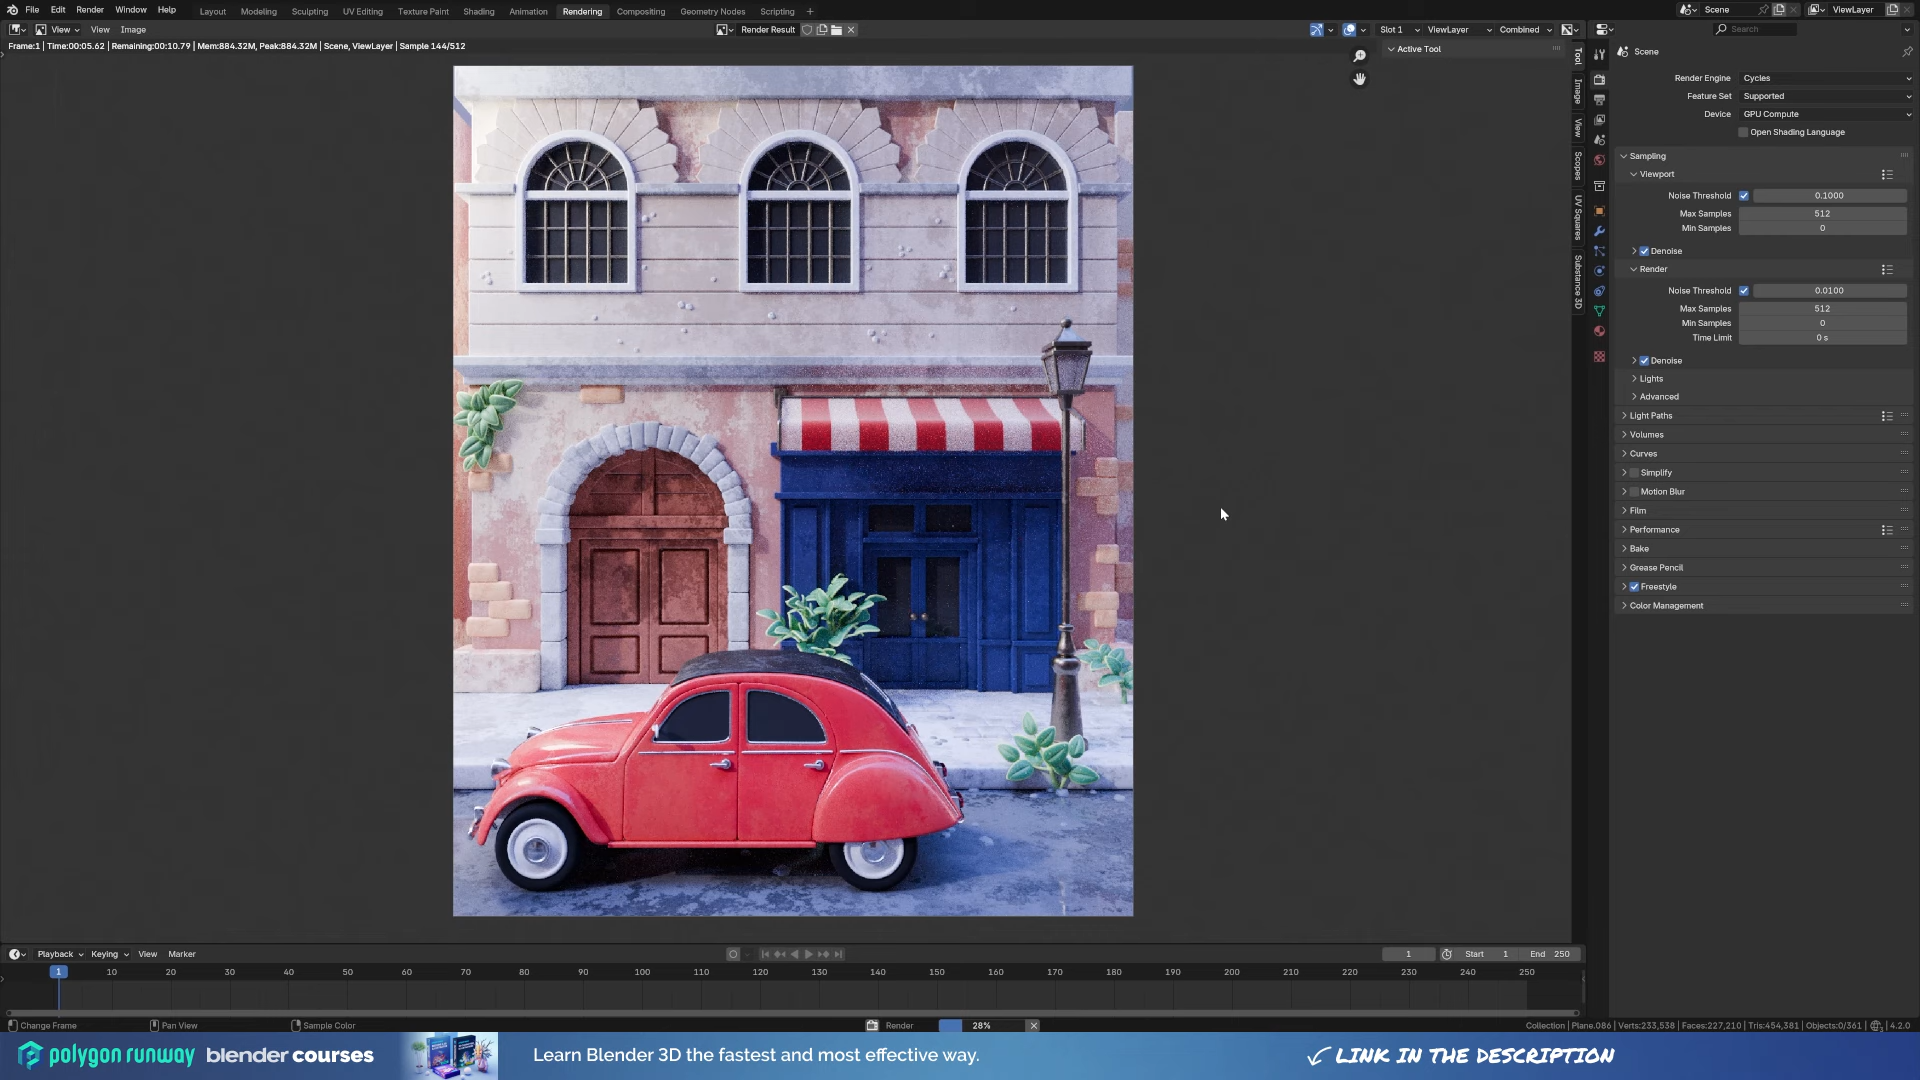 File Edit Render Window Help Layout Modeling Sculpting UV Editing Texture Paint Shading Animation Rendering Compositing Geometry Nodes Scripting + Scene ViewLayer
View View Image Render Result Slot 1 ViewLayer Combined Search
Frame:1 | Time:00:05.62 | Remaining:00:10.79 | Mem:884.32M, Peak:884.32M | Scene, ViewLayer | Sample 144/512
Active Tool
Tool
Image
View
Scopes
UV Squares
Substance 3D
Scene
Render Engine Cycles
Feature Set Supported
Device GPU Compute
Open Shading Language
Sampling
Viewport
Noise Threshold 0.1000
Max Samples 512
Min Samples 0
Denoise
Render
Noise Threshold 0.0100
Max Samples 512
Min Samples 0
Time Limit 0 s
Denoise
Lights
Advanced
Light Paths
Volumes
Curves
Simplify
Motion Blur
Film
Performance
Bake
Grease Pencil
Freestyle
Color Management
Playback Keying View Marker 1 Start 1 End 250
1 10 20 30 40 50 60 70 80 90 100 110 120 130 140 150 160 170 180 190 200 210 220 230 240 250
Change Frame Pan View Sample Color Render 28% Collection | Plane.086 | Verts:233,538 | Faces:227,210 | Tris:454,381 | Objects:0/361 | 4.2.0
polygon runway blender courses Learn Blender 3D the fastest and most effective way. LINK IN THE DESCRIPTION